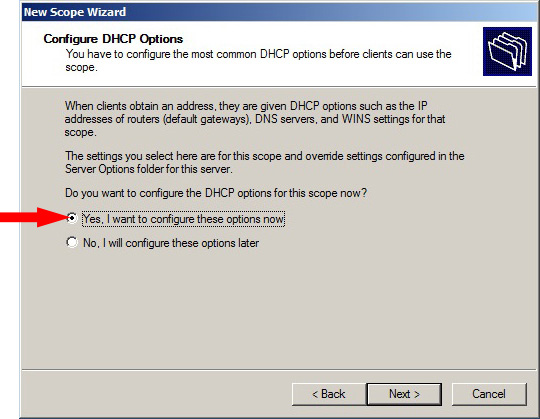 New Scope Wizard
Configure DHCP Options
You have to configure the most common DHCP options before clients can use the
scope.
When clients obtain an address, they are given DHCP options such as the IP
addresses of routers (default gateways), DNS servers, and WINS settings for that
scope.
The settings you select here are for this scope and override settings configured in the
Server Options folder for this server.
Do you want to configure the DHCP options for this scope now?
Yes, I want to configure these options now
No, I will configure these options later
< Back
Next >
Cancel